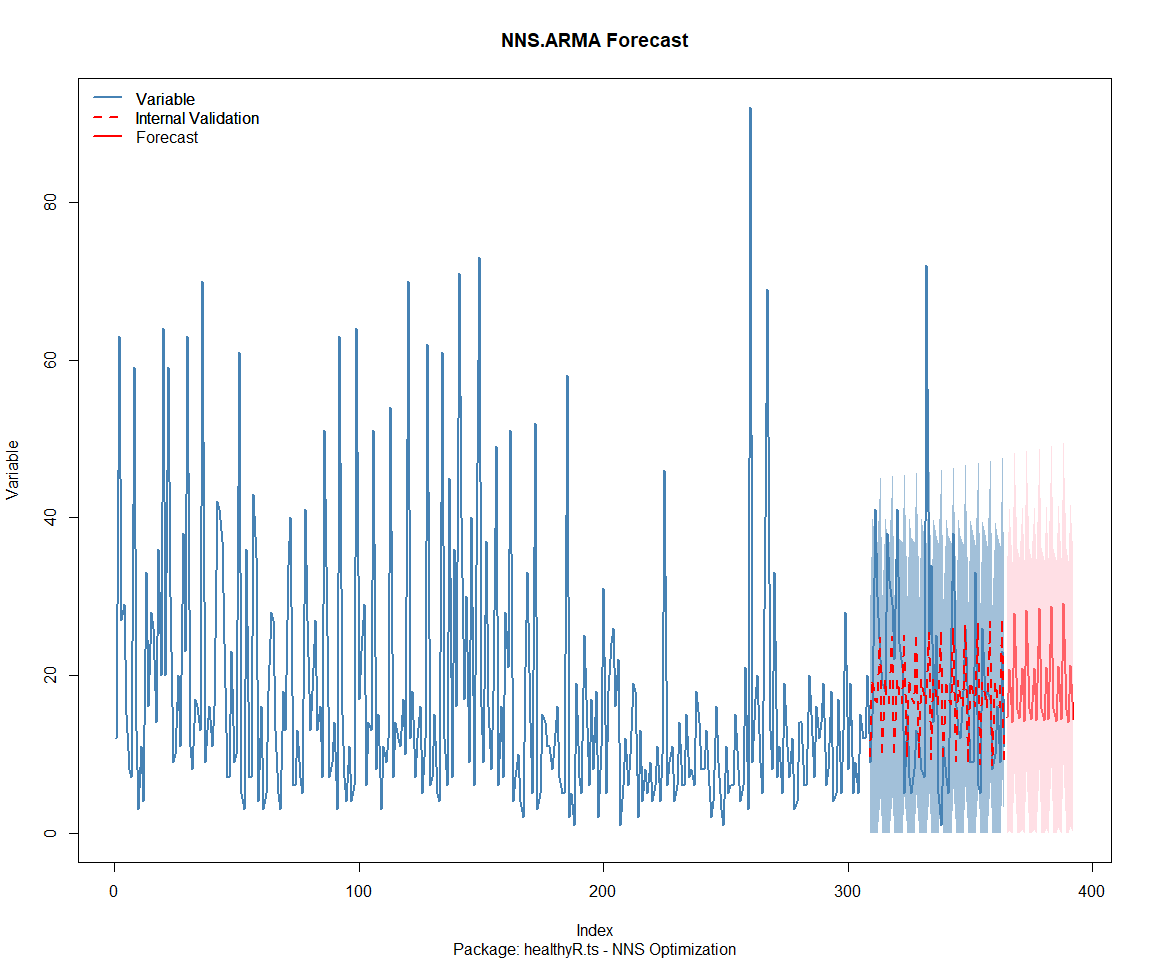 NNS.ARMA Forecast
Variable
Internal Validation
Forecast
Variable
80
60
40
20
0
0 100 200 300 400
Index
Package: healthyR.ts - NNS Optimization